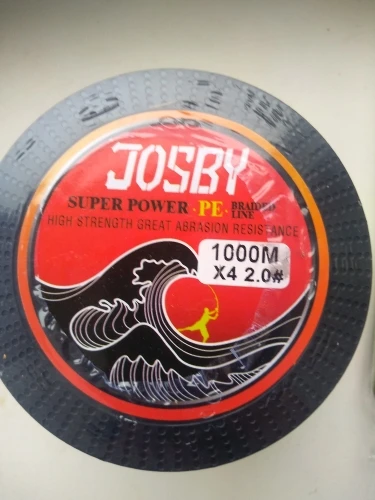 JOSBY
SUPER POWER · PE · BRAIDED LINE
HIGH STRENGTH GREAT ABRASION RESISTANCE
1000M
X4 2.0#